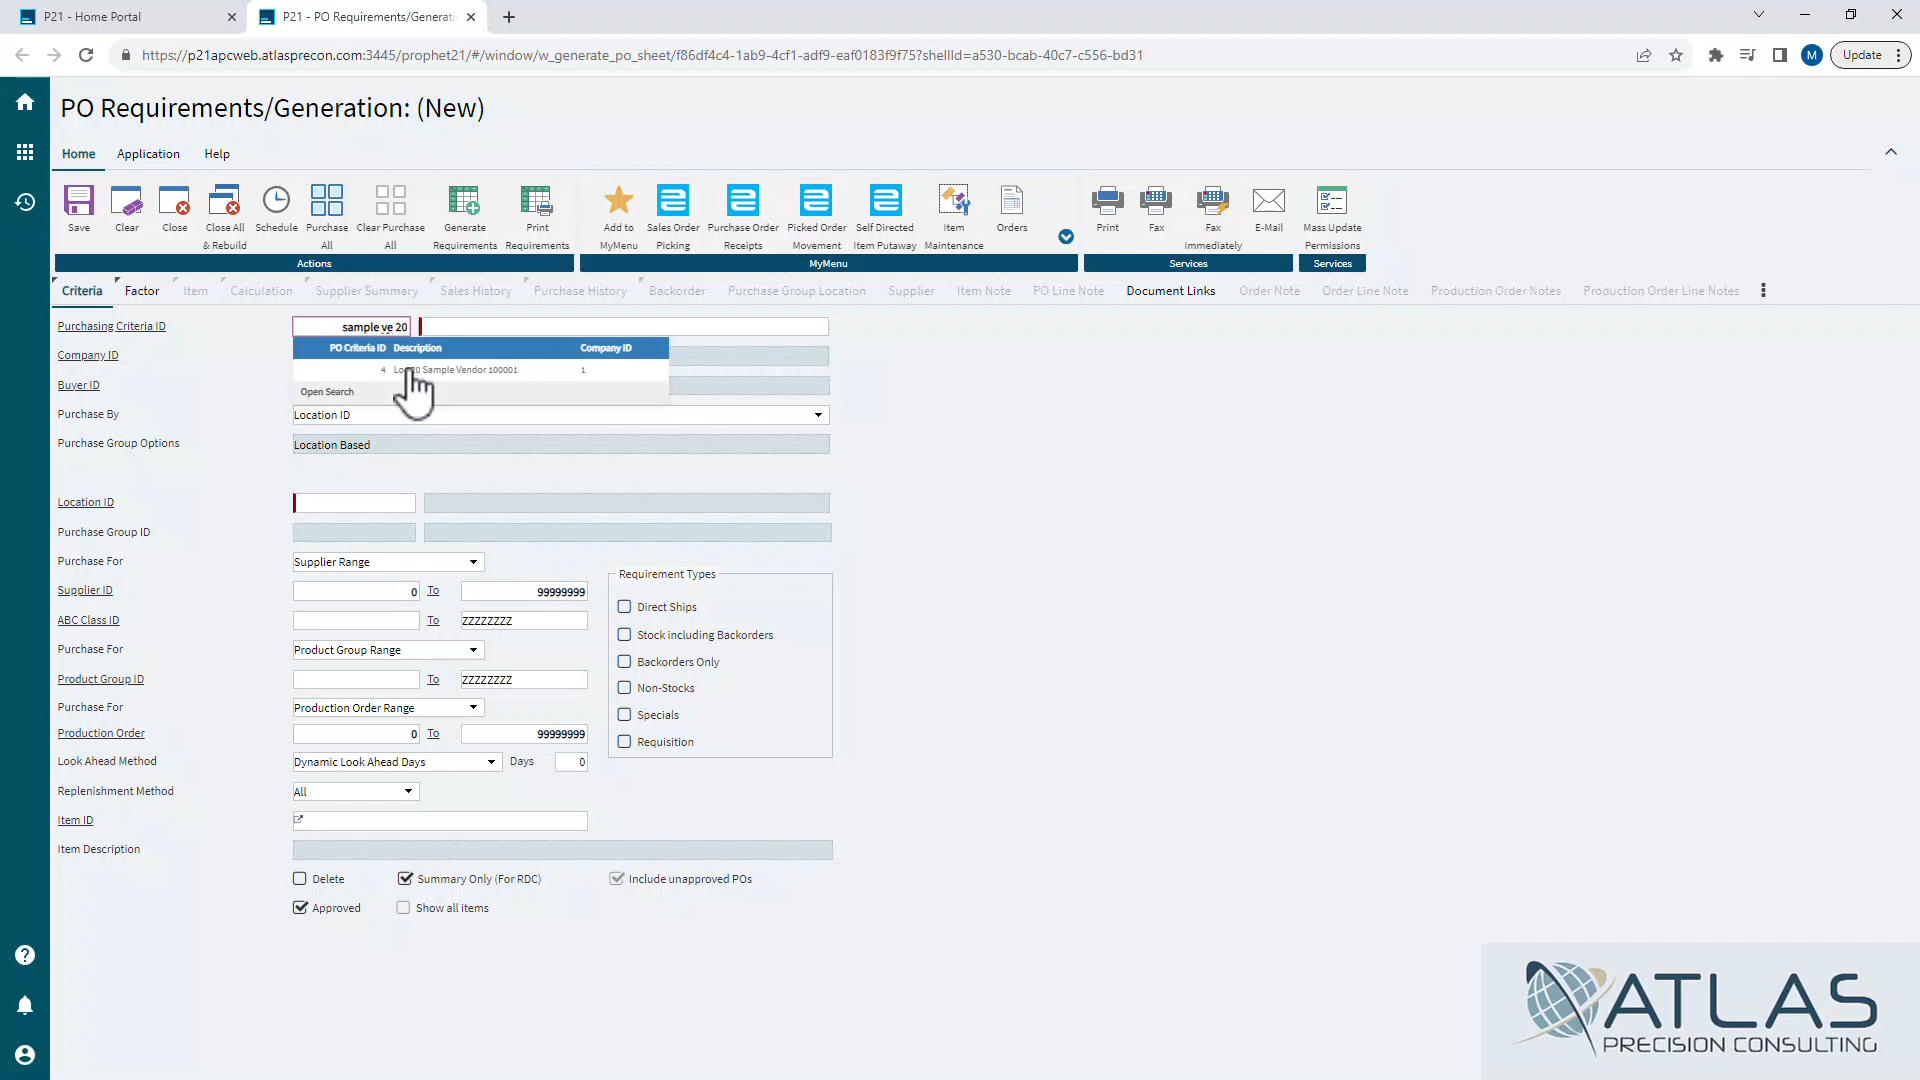 P21 - Home Portal
P21 - PO Requirements/Generati
https://p21apcweb.atlasprecon.com:3445/prophet21/#/window/w_generate_po_sheet/f86df4c4-1ab9-4cf1-adf9-eaf0183f9f75?shellId=a530-bcab-40c7-c556-bd31
M
Update
PO Requirements/Generation: (New)
Home Application Help
Save Clear Close Close All & Rebuild Schedule Purchase All Clear Purchase All Generate Requirements Print Requirements
Add to MyMenu Sales Order Picking Purchase Order Receipts Picked Order Movement Self Directed Item Putaway Item Maintenance Orders
Print Fax Fax Immediately E-Mail Mass Update Permissions
Actions MyMenu Services Services
Criteria Factor Item Calculation Supplier Summary Sales History Purchase History Backorder Purchase Group Location Supplier Item Note PO Line Note Document Links Order Note Order Line Note Production Order Notes Production Order Line Notes
Purchasing Criteria ID sample ve 20
PO Criteria ID Description Company ID
4 Sample Vendor 100001 1
Open Search
Company ID
Buyer ID
Purchase By Location ID
Purchase Group Options Location Based
Location ID
Purchase Group ID
Purchase For Supplier Range
Supplier ID 0 To 99999999
ABC Class ID To ZZZZZZZZ
Purchase For Product Group Range
Product Group ID To ZZZZZZZZ
Purchase For Production Order Range
Production Order 0 To 99999999
Look Ahead Method Dynamic Look Ahead Days Days 0
Replenishment Method All
Item ID
Item Description
Requirement Types
Direct Ships
Stock including Backorders
Backorders Only
Non-Stocks
Specials
Requisition
Delete Summary Only (For RDC) Include unapproved POs
Approved Show all items
ATLAS
PRECISION CONSULTING